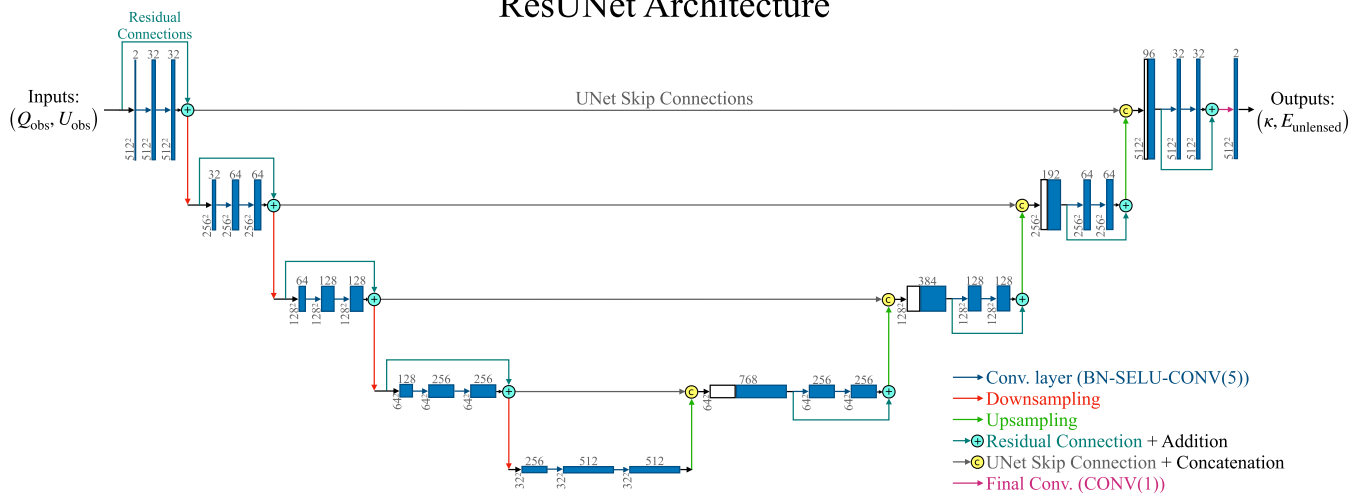 ResUNet Architecture
Residual
Connections
2 32 32
512² 512² 512²
Inputs:
(Q_obs, U_obs)
UNet Skip Connections
96 32 32 2
512² 512² 512² 512²
Outputs:
(κ, E_unlensed)
32 64 64
256² 256² 256²
192 64 64
256² 256² 256²
64 128 128
128² 128² 128²
384 128 128
128² 128² 128²
128 256 256
64² 64² 64²
768 256 256
64² 64² 64²
256 512 512
32² 32² 32²
+
C
Conv. layer (BN-SELU-CONV(5))
Downsampling
Upsampling
+ Residual Connection + Addition
C UNet Skip Connection + Concatenation
Final Conv. (CONV(1))